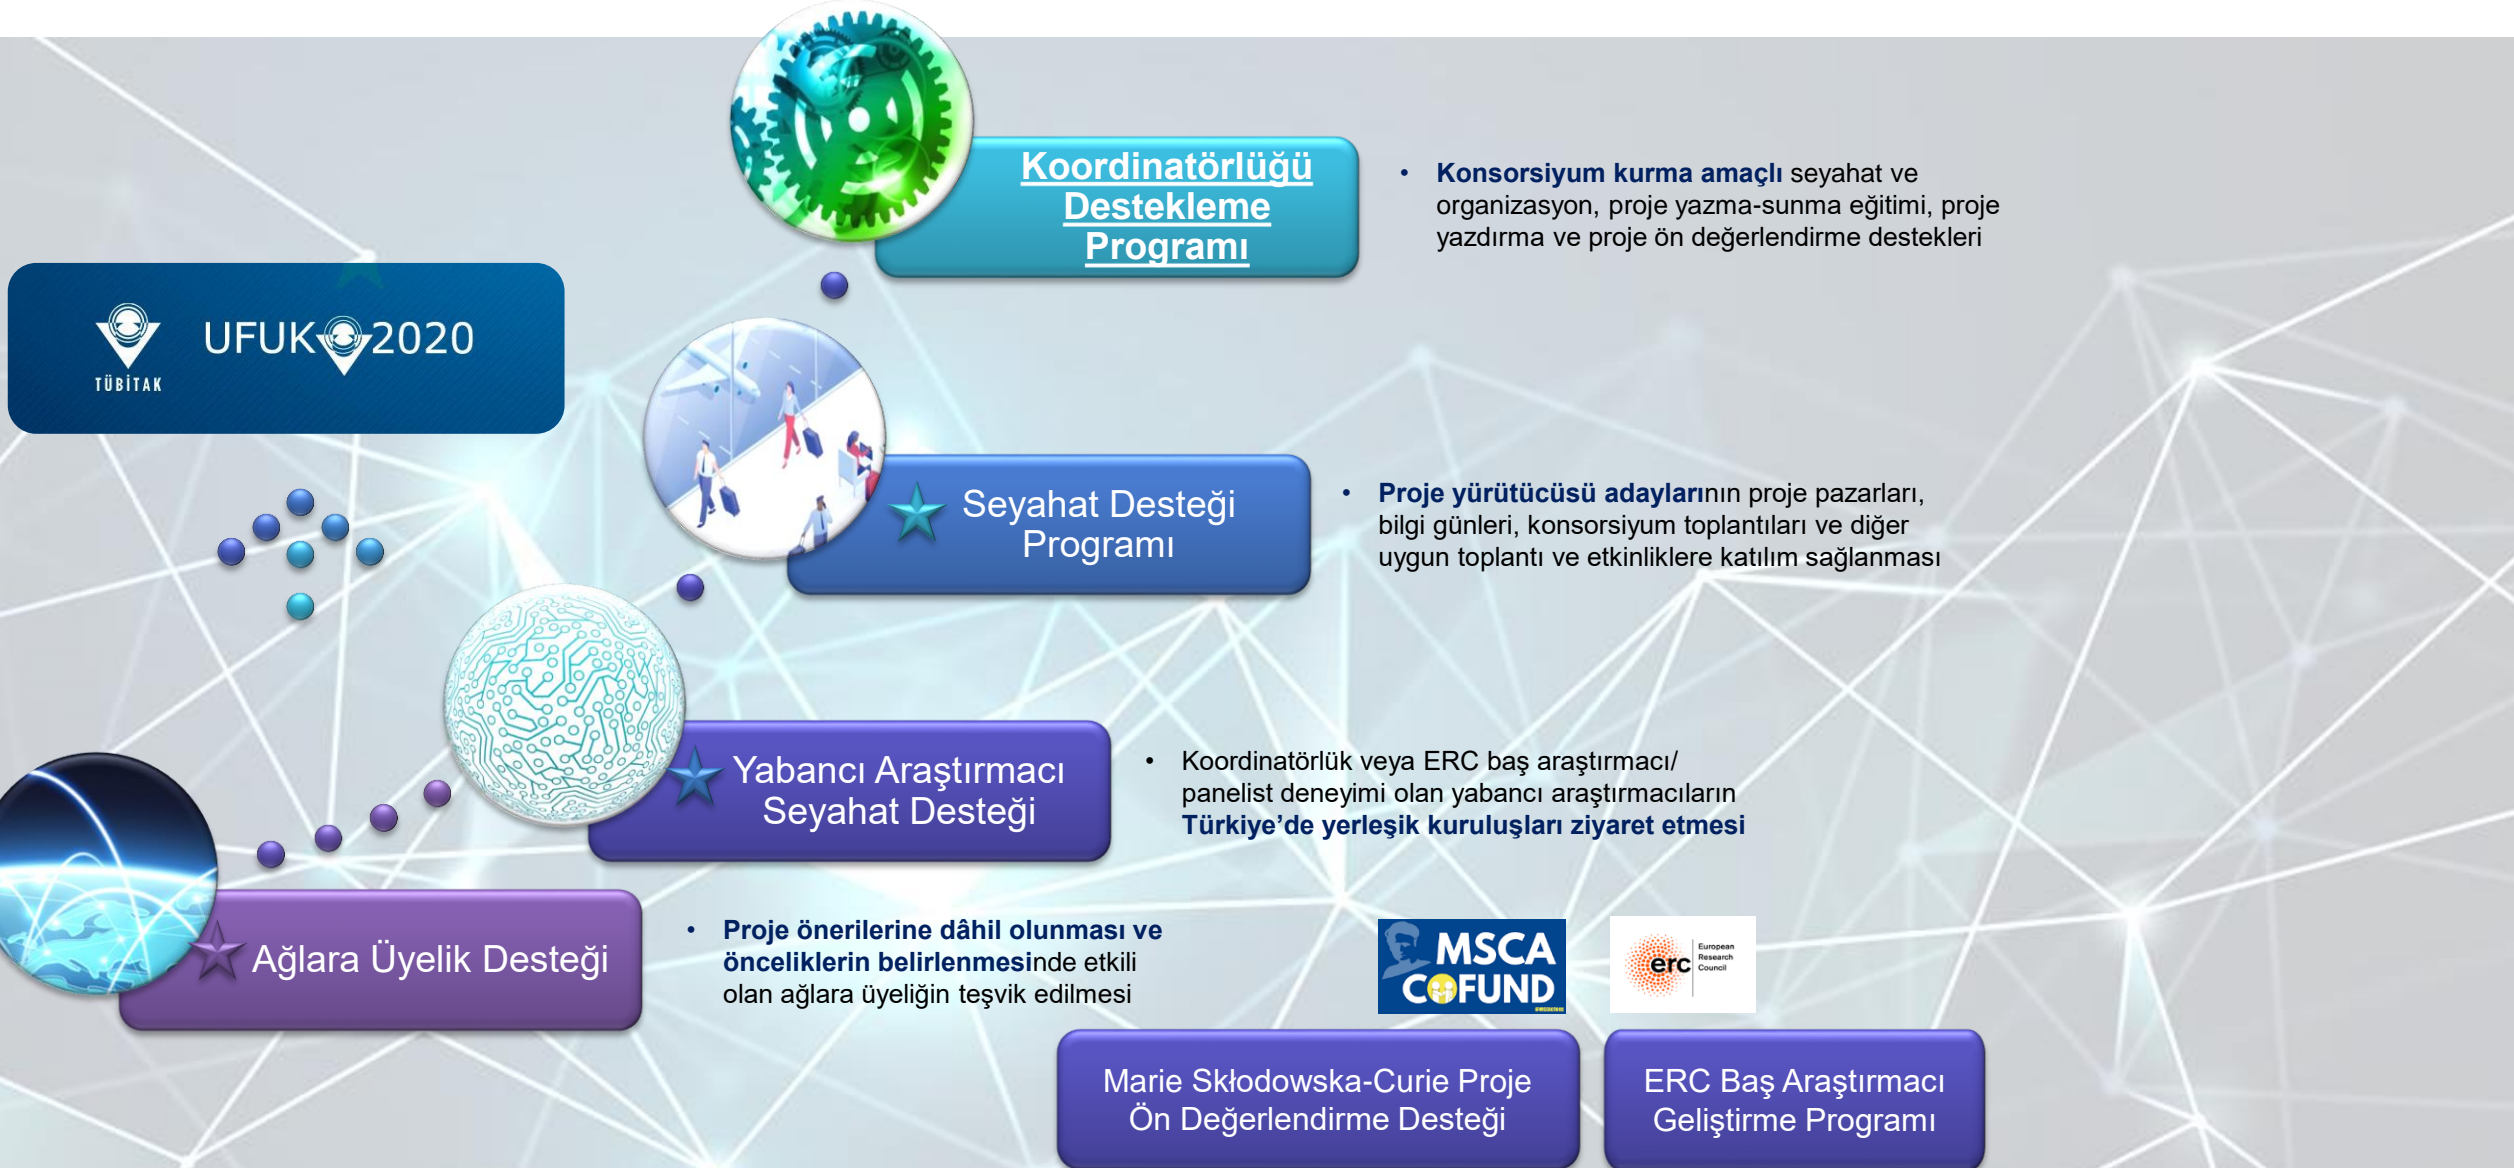 Koordinatörlüğü
Destekleme
Programı
• Konsorsiyum kurma amaçlı seyahat ve
organizasyon, proje yazma-sunma eğitimi, proje
yazdırma ve proje ön değerlendirme destekleri
TÜBİTAK
UFUK 2020
Seyahat Desteği
Programı
• Proje yürütücüsü adaylarının proje pazarları,
bilgi günleri, konsorsiyum toplantıları ve diğer
uygun toplantı ve etkinliklere katılım sağlanması
Yabancı Araştırmacı
Seyahat Desteği
• Koordinatörlük veya ERC baş araştırmacı/
panelist deneyimi olan yabancı araştırmacıların
Türkiye’de yerleşik kuruluşları ziyaret etmesi
Ağlara Üyelik Desteği
• Proje önerilerine dâhil olunması ve
önceliklerin belirlenmesinde etkili
olan ağlara üyeliğin teşvik edilmesi
MSCA
COFUND
erc
European
Research
Council
Marie Skłodowska-Curie Proje
Ön Değerlendirme Desteği
ERC Baş Araştırmacı
Geliştirme Programı